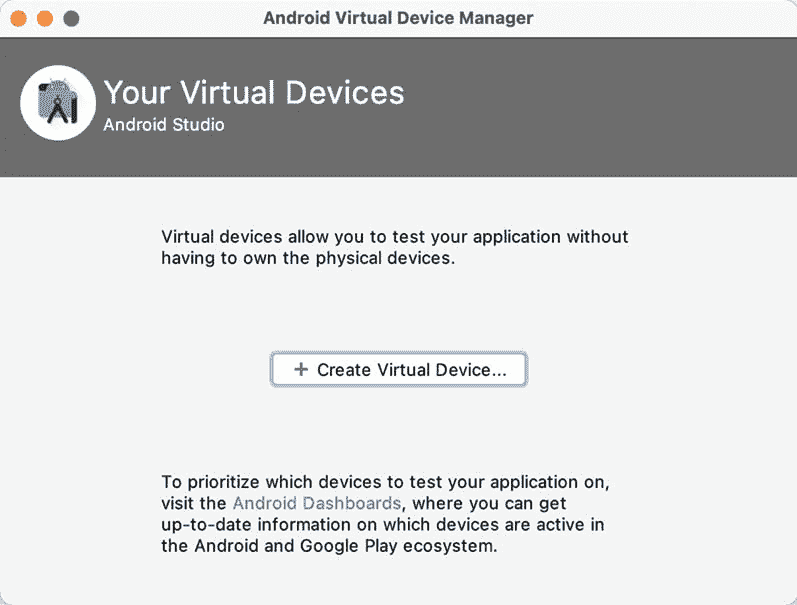 Android Virtual Device Manager
Your Virtual Devices
Android Studio
Virtual devices allow you to test your application without
having to own the physical devices.
+ Create Virtual Device...
To prioritize which devices to test your application on,
visit the Android Dashboards, where you can get
up-to-date information on which devices are active in
the Android and Google Play ecosystem.